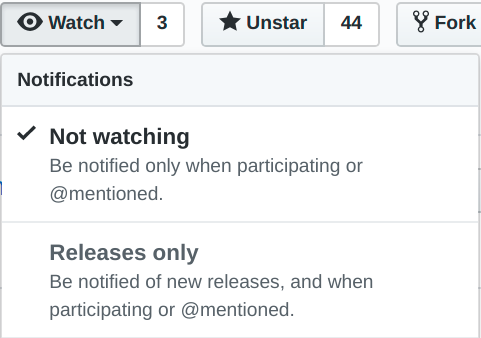 Watch 3 Unstar 44 Fork
Notifications
Not watching
Be notified only when participating or
@mentioned.
Releases only
Be notified of new releases, and when
participating or @mentioned.